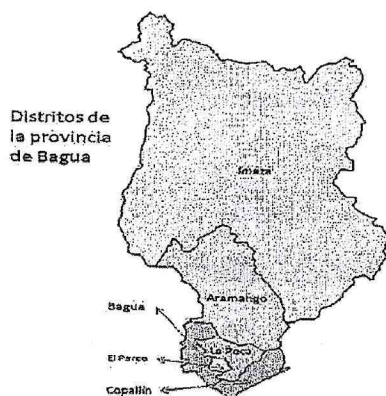 Distritos de
la provincia
de Bagua
Imaza
Aramango
Bagua
La Peca
El Parco
Copallín